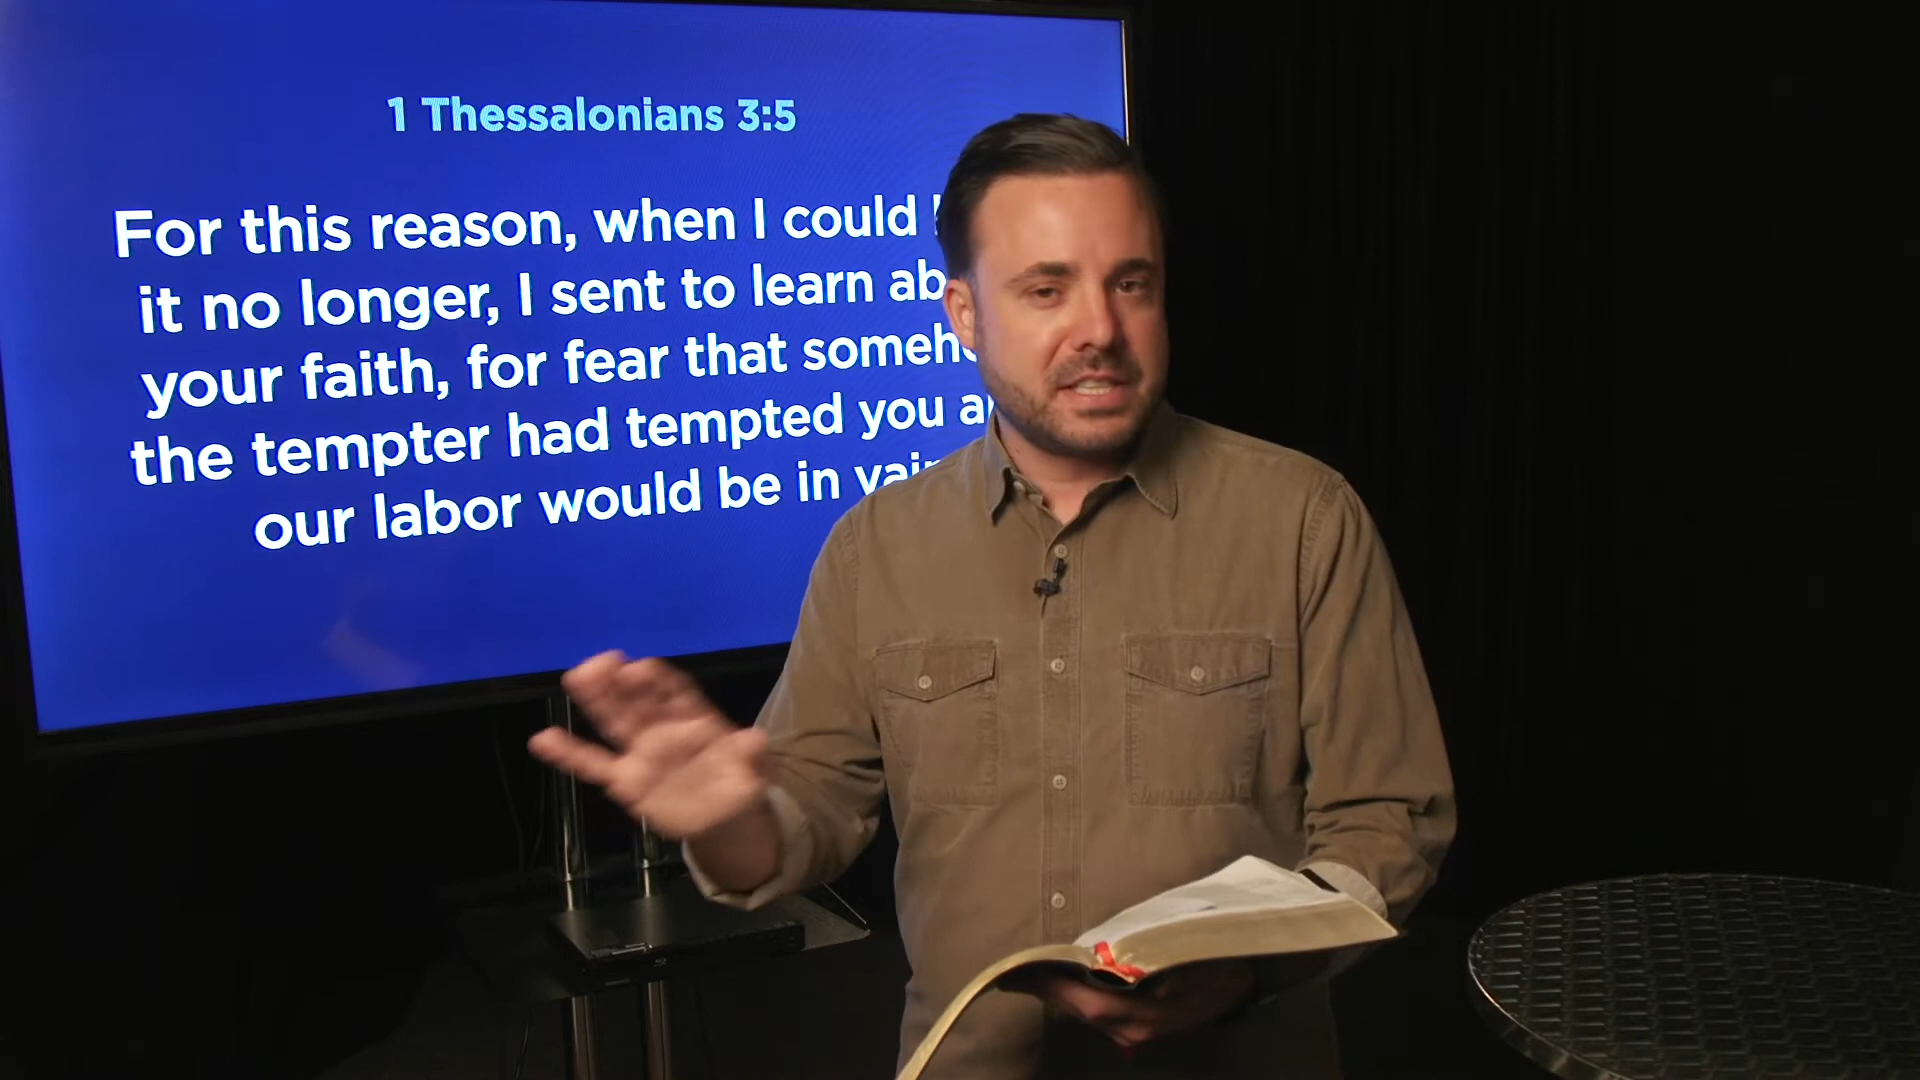 1 Thessalonians 3:5
For this reason, when I could
it no longer, I sent to learn
your faith, for fear that
the tempter had tempted you
our labor would be in